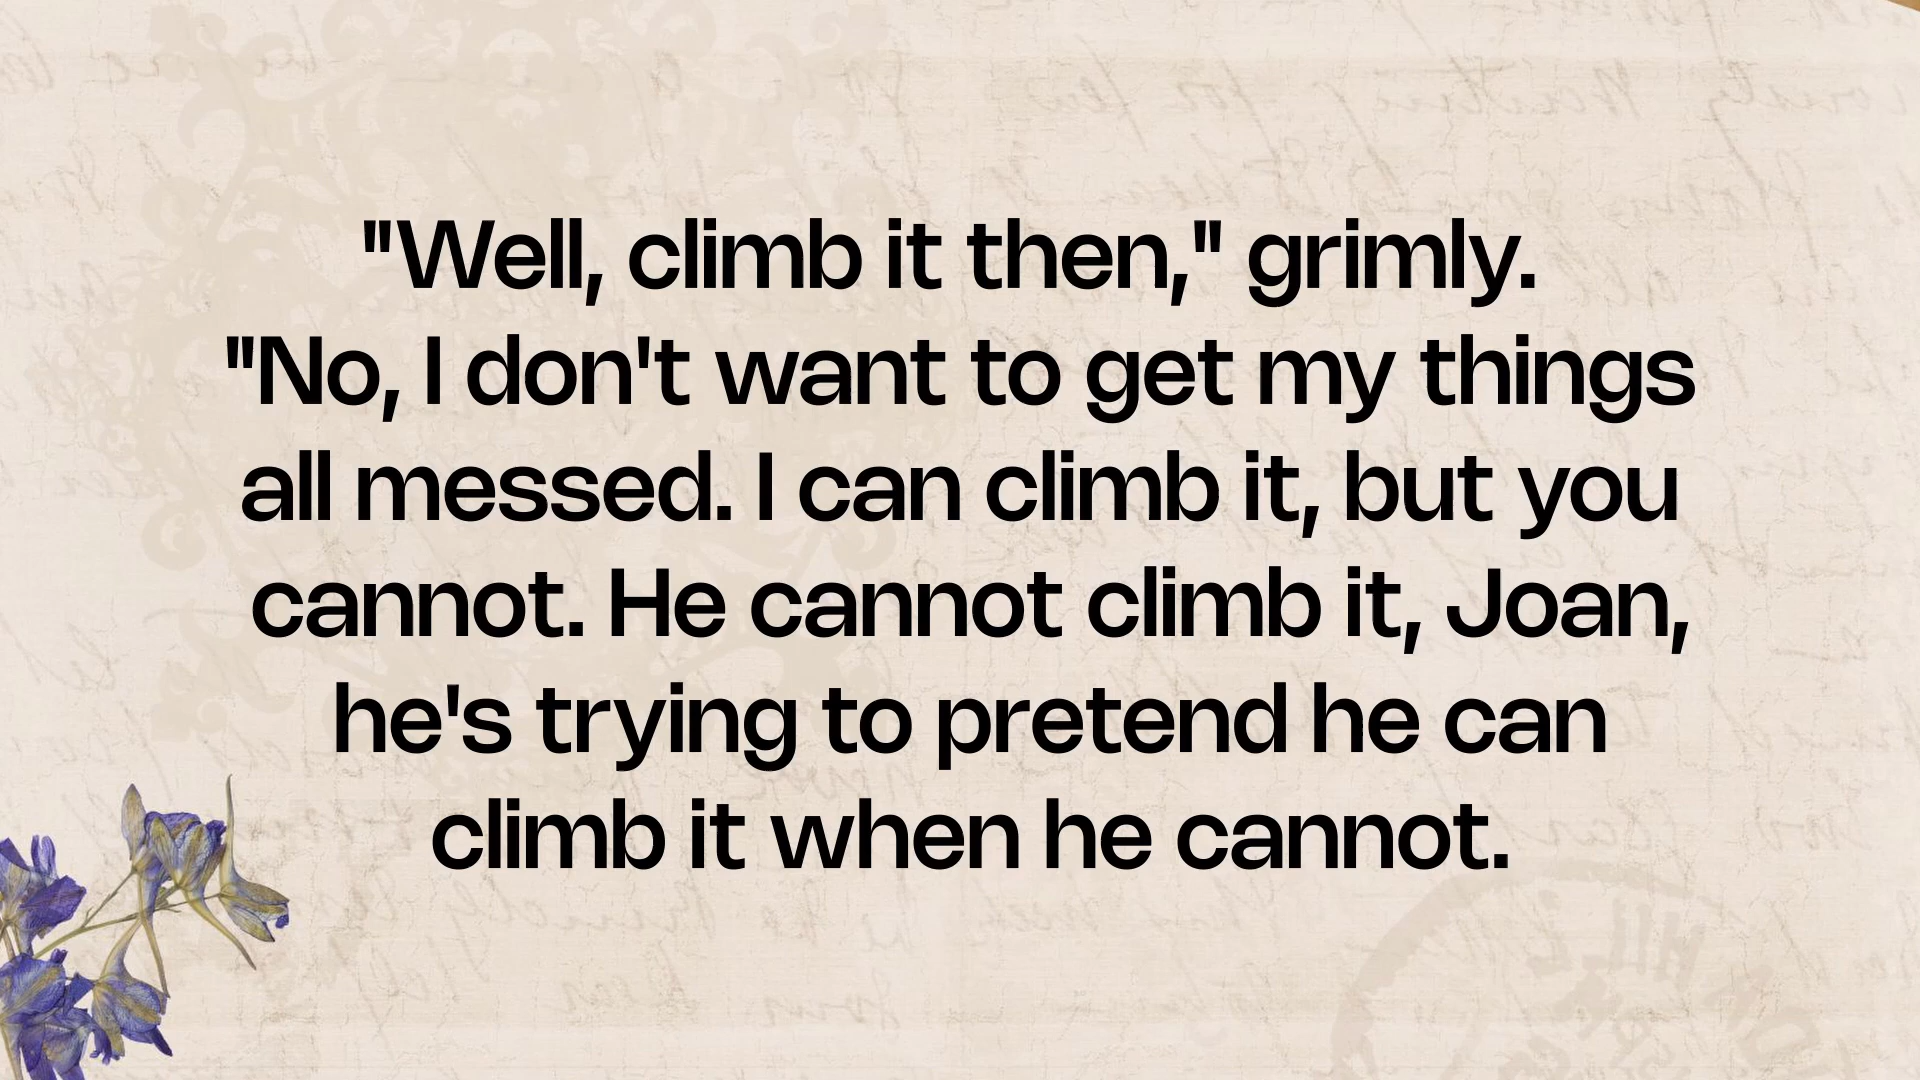 "Well, climb it then," grimly.
"No, I don't want to get my things
all messed. I can climb it, but you
cannot. He cannot climb it, Joan,
he's trying to pretend he can
climb it when he cannot.